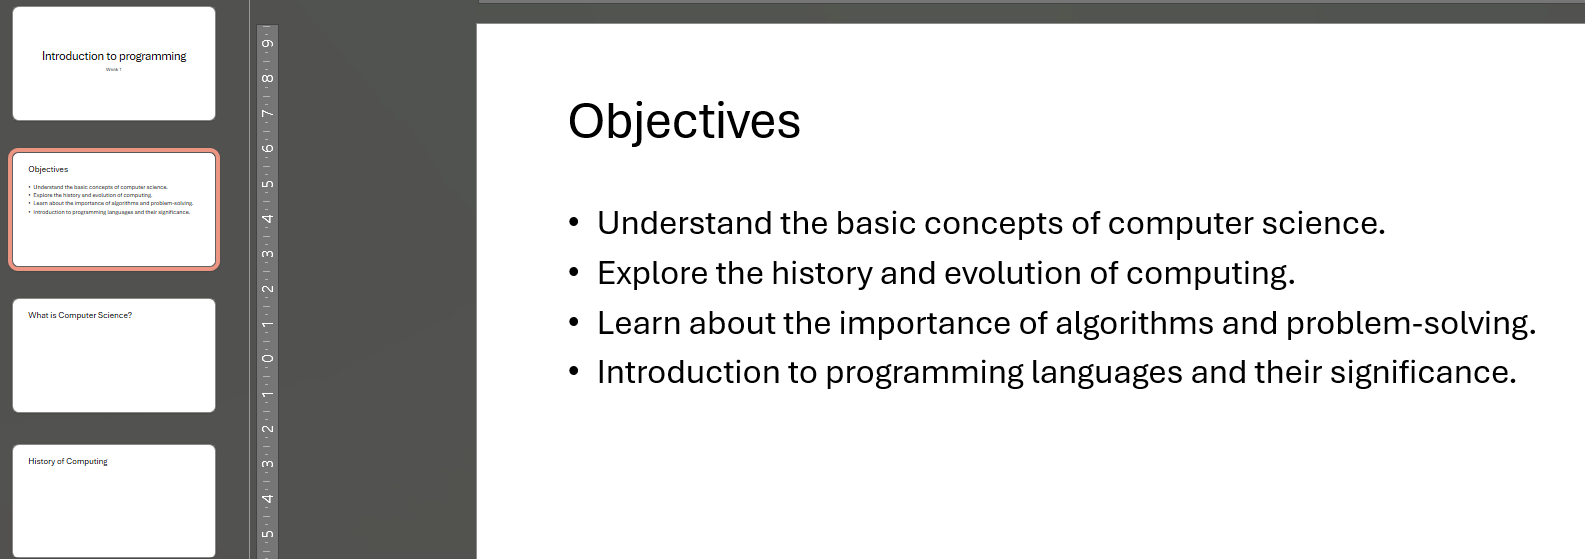 Introduction to programming
Week 1
Objectives
• Understand the basic concepts of computer science.
• Explore the history and evolution of computing.
• Learn about the importance of algorithms and problem-solving.
• Introduction to programming languages and their significance.
What is Computer Science?
History of Computing
9
8
7
6
5
4
3
2
1
0
1
2
3
4
5
Objectives
• Understand the basic concepts of computer science.
• Explore the history and evolution of computing.
• Learn about the importance of algorithms and problem-solving.
• Introduction to programming languages and their significance.